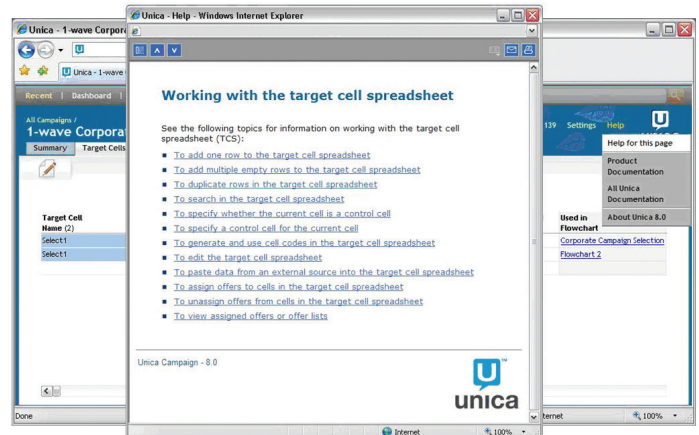 Unica - Help - Windows Internet Explorer
Unica - 1-wave Corpora
Unica - 1-wave
Recent | Dashboard |
All Campaigns /
1-wave Corporat
Summary Target Cells
Target Cell
Name (2)
Select1
Select1
Done
Working with the target cell spreadsheet
See the following topics for information on working with the target cell
spreadsheet (TCS):
To add one row to the target cell spreadsheet
To add multiple empty rows to the target cell spreadsheet
To duplicate rows in the target cell spreadsheet
To search in the target cell spreadsheet
To specify whether the current cell is a control cell
To specify a control cell for the current cell
To generate and use cell codes in the target cell spreadsheet
To edit the target cell spreadsheet
To paste data from an external source into the target cell spreadsheet
To assign offers to cells in the target cell spreadsheet
To unassign offers from cells in the target cell spreadsheet
To view assigned offers or offer lists
Unica Campaign - 8.0
unica
Internet 100%
139 Settings Help
Help for this page
Product
Documentation
All Unica
Documentation
About Unica 8.0
Used in
Flowchart
Corporate Campaign Selection
Flowchart 2
ternet 100%